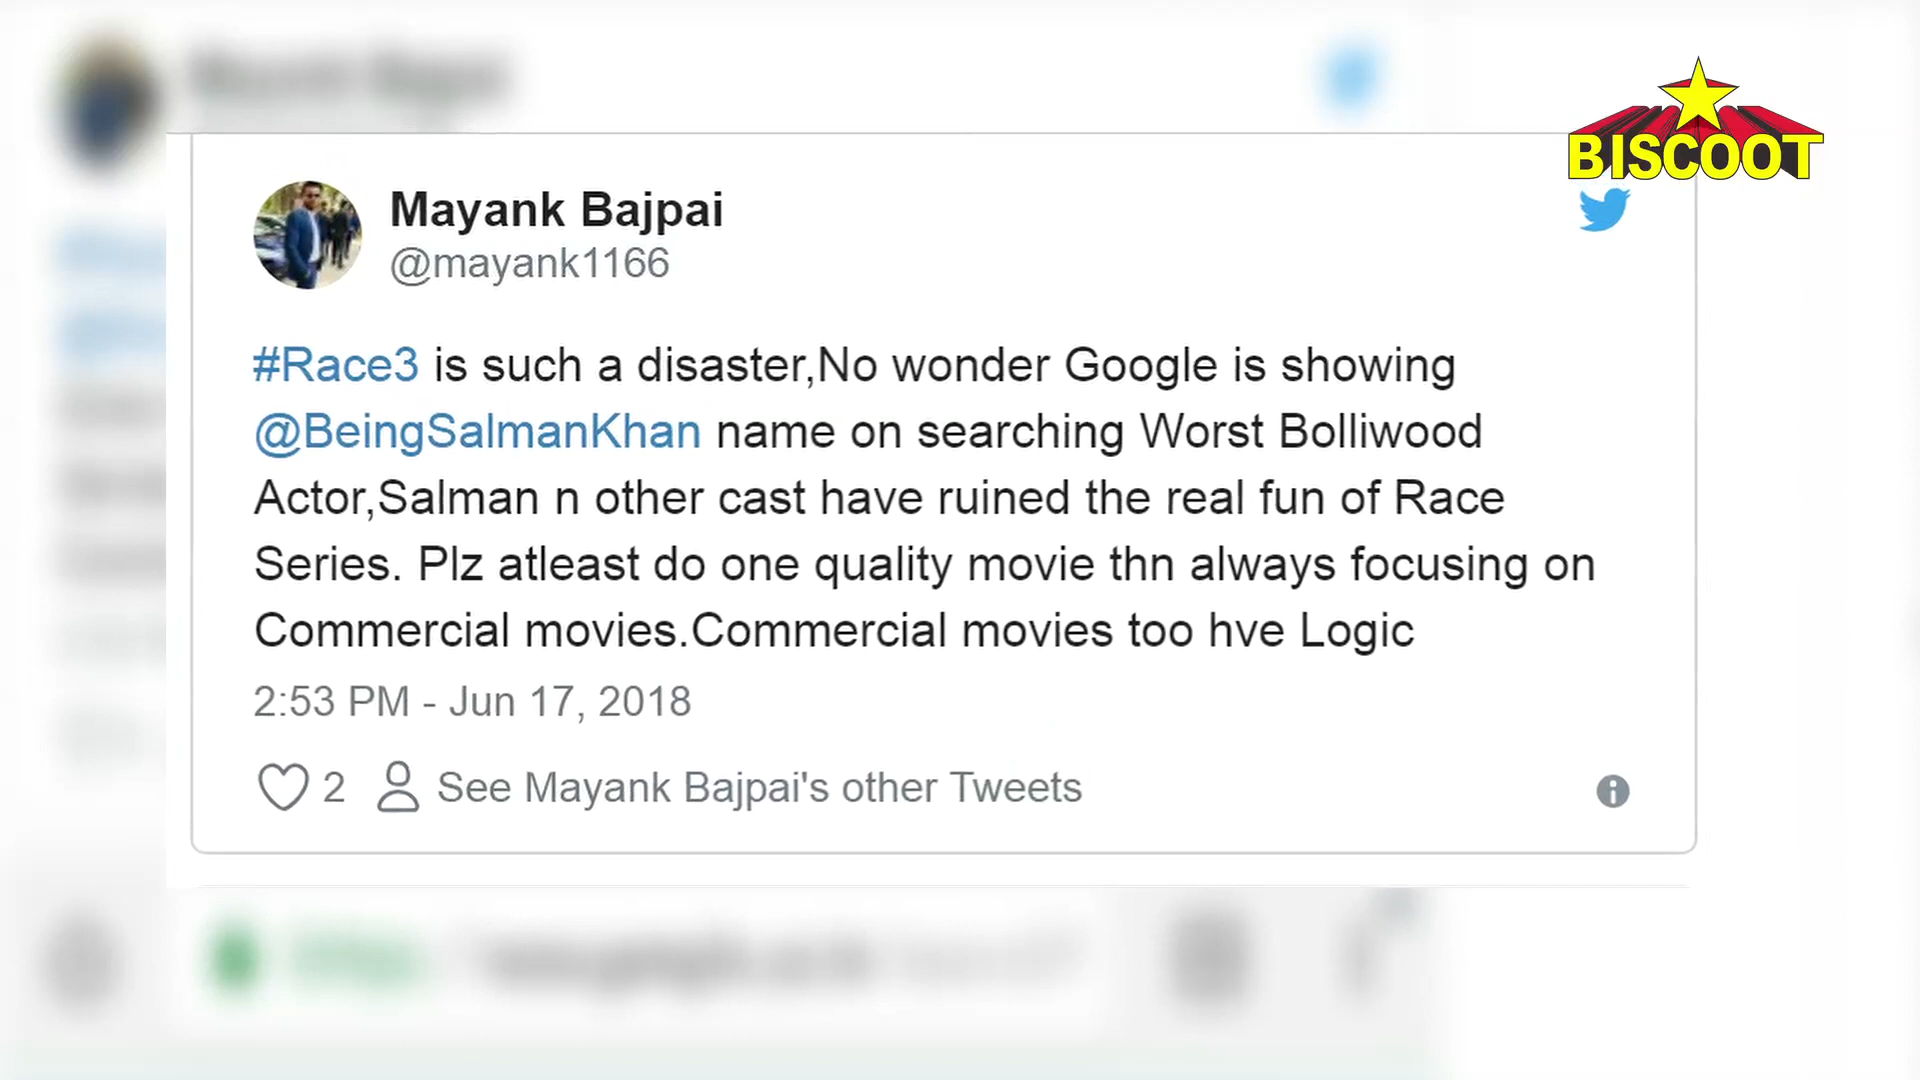 BISCOOT
Mayank Bajpai
@mayank1166
#Race3 is such a disaster,No wonder Google is showing
@BeingSalmanKhan name on searching Worst Bolliwood
Actor,Salman n other cast have ruined the real fun of Race
Series. Plz atleast do one quality movie thn always focusing on
Commercial movies.Commercial movies too hve Logic
2:53 PM - Jun 17, 2018
2 See Mayank Bajpai's other Tweets